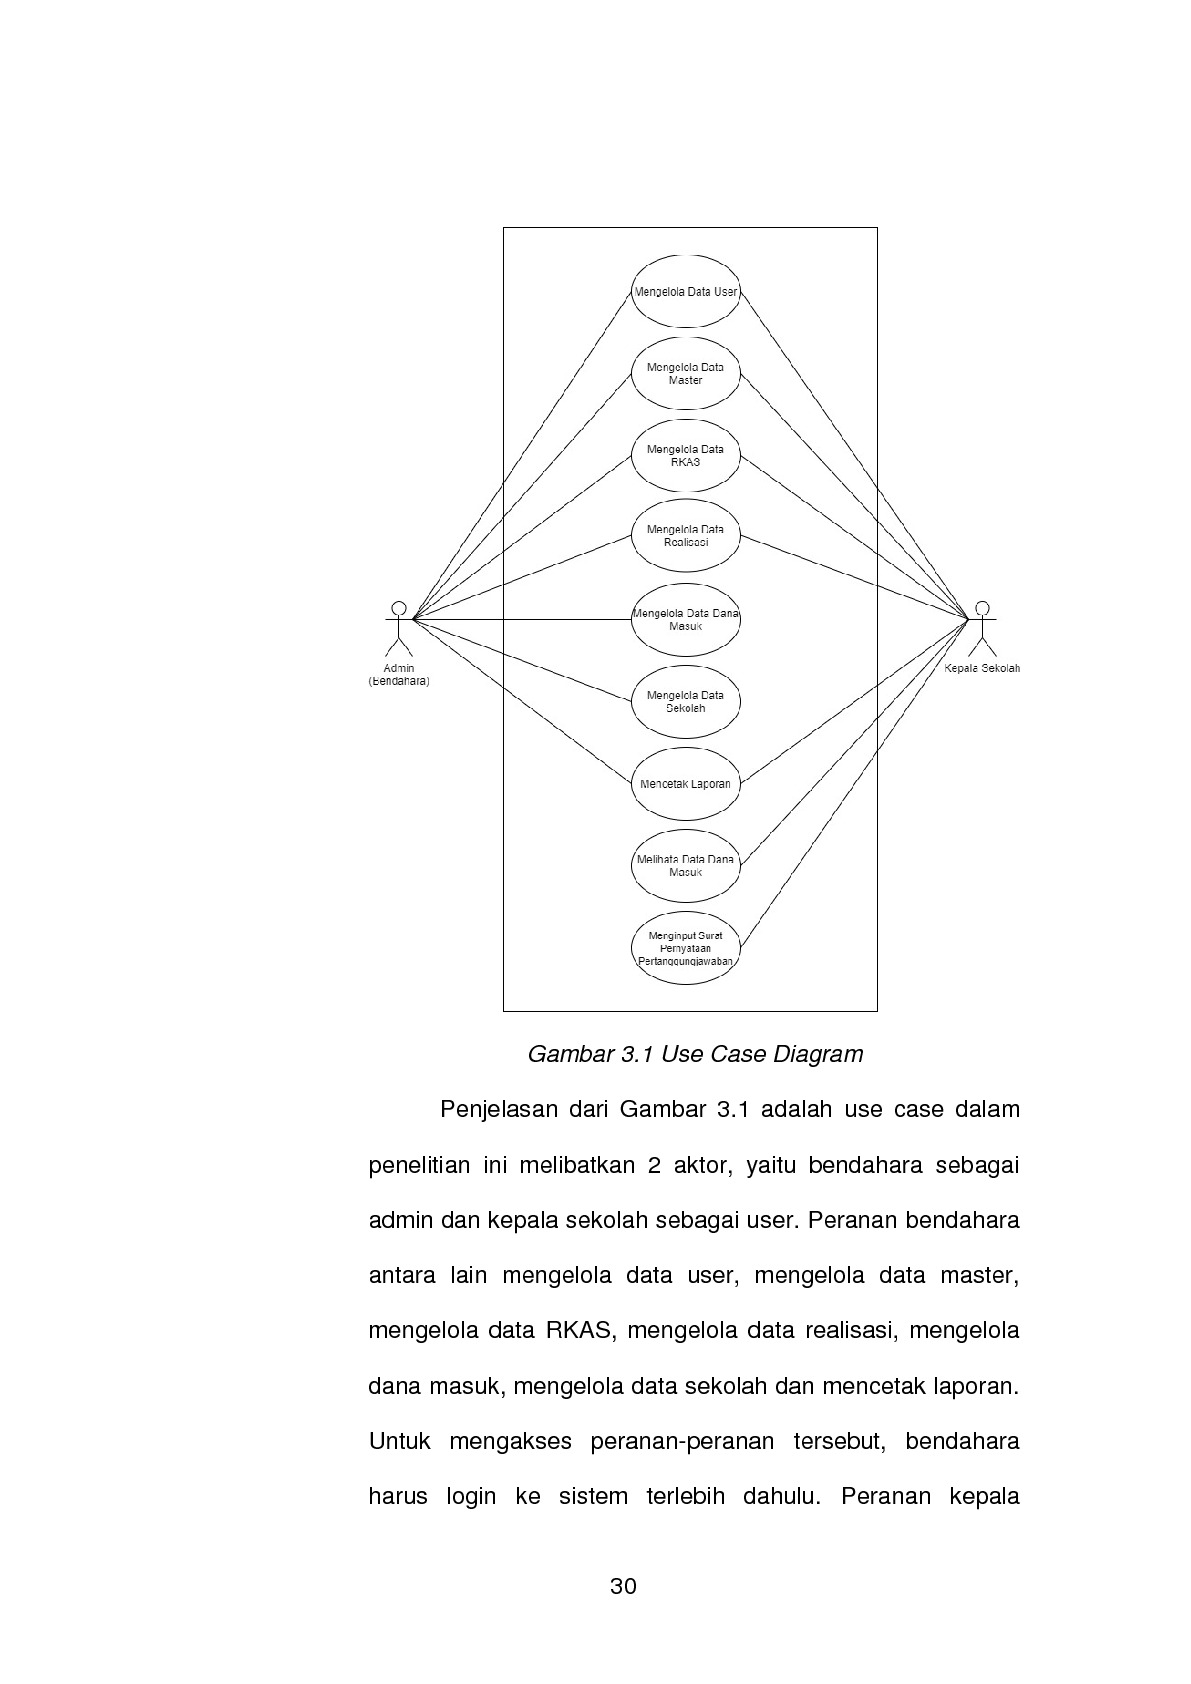 Mengelola Data User
Mengelola Data
Master
Mengelola Data
RKAS
Mengelola Data
Realisasi
Mengelola Data Dana
Masuk
Mengelola Data
Sekolah
Mencetak Laporan
Melihata Data Dana
Masuk
Menginput Surat
Pernyataan
Pertanggungjawaban
Admin
(Bendahara)
Kepala Sekolah
Gambar 3.1 Use Case Diagram
Penjelasan dari Gambar 3.1 adalah use case dalam
penelitian ini melibatkan 2 aktor, yaitu bendahara sebagai
admin dan kepala sekolah sebagai user. Peranan bendahara
antara lain mengelola data user, mengelola data master,
mengelola data RKAS, mengelola data realisasi, mengelola
dana masuk, mengelola data sekolah dan mencetak laporan.
Untuk mengakses peranan-peranan tersebut, bendahara
harus login ke sistem terlebih dahulu. Peranan kepala
30